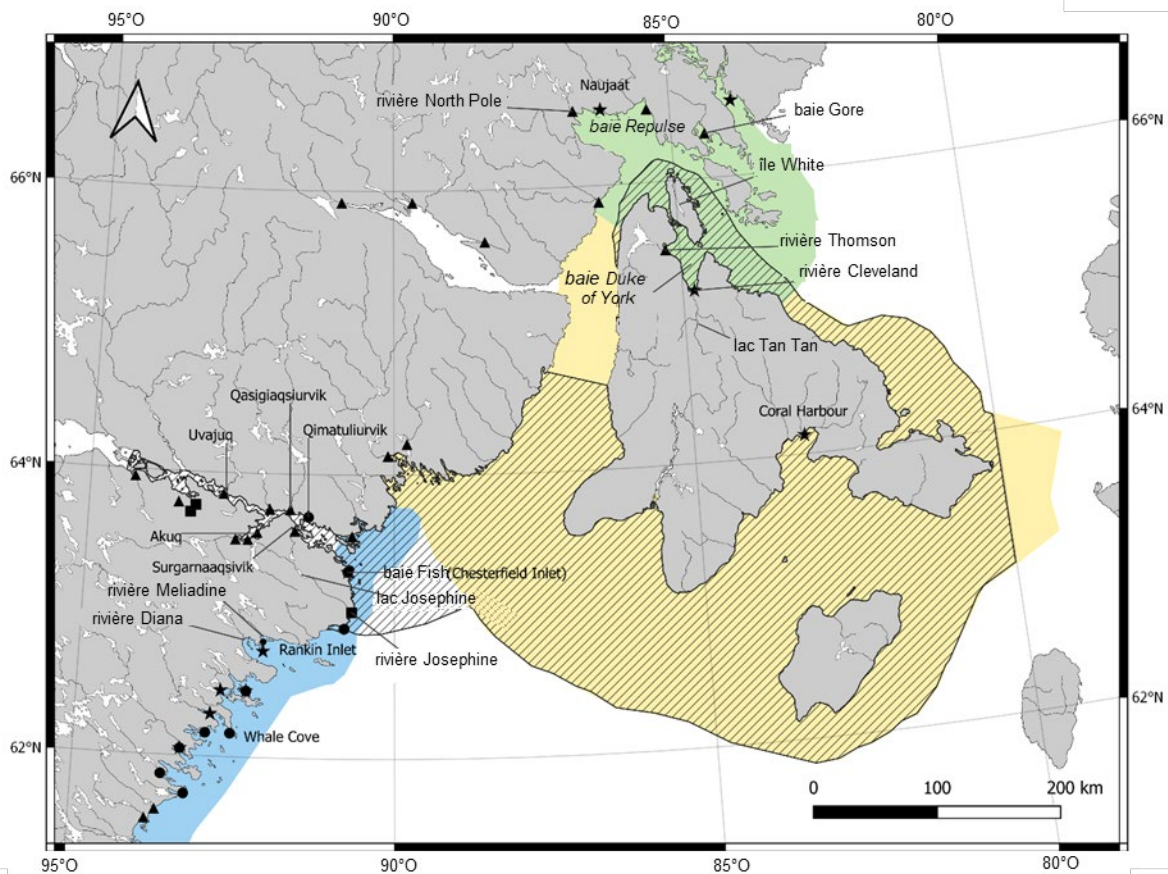 95°O
90°O
85°O
80°O
Naujaat
rivière North Pole
baie Repulse
baie Gore
66°N
île White
66°N
rivière Thomson
baie Duke
of York
rivière Cleveland
lac Tan Tan
Qasigiaqsiurvik
Coral Harbour
64°N
Uvajuq
Qimatuliurvik
64°N
Akuq
Surgarnaaqsivik
baie Fish (Chesterfield Inlet)
rivière Meliadine
lac Josephine
rivière Diana
Rankin Inlet
rivière Josephine
62°N
Whale Cove
62°N
0
100
200 km
95°O
90°O
85°O
80°O